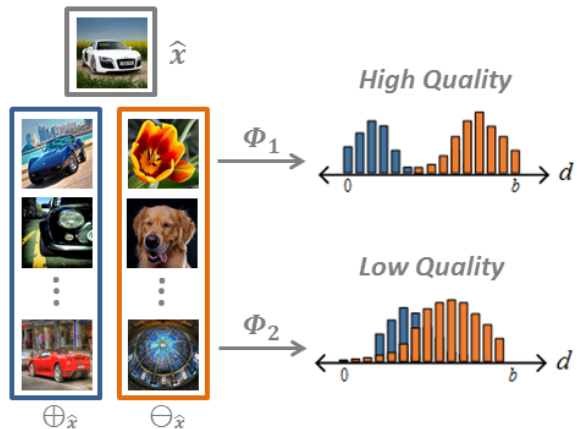 x̂
High Quality
Φ₁
0 b d
Low Quality
Φ₂
0 b d
⊕x̂ ⊖x̂